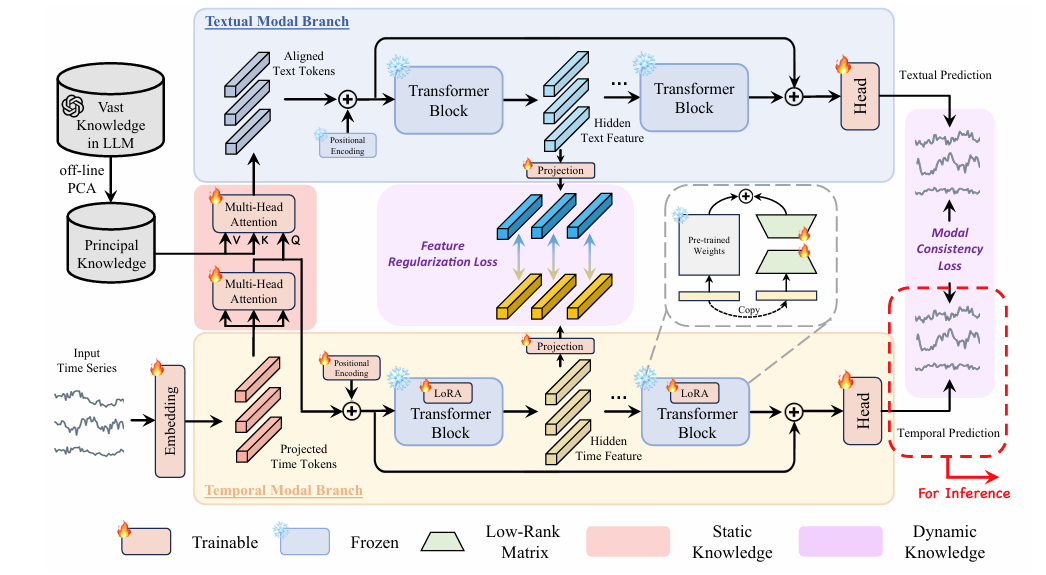 Textual Modal Branch
Aligned
Text Tokens
Vast
Knowledge
in LLM
off-line
PCA
Principal
Knowledge
Positional
Encoding
Transformer
Block
...
Hidden
Text Feature
Transformer
Block
Head
Textual Prediction
Projection
Multi-Head
Attention
V
K
Q
Multi-Head
Attention
Feature
Regularization Loss
Pre-trained
Weights
Copy
Modal
Consistency
Loss
Projection
Input
Time Series
Embedding
Projected
Time Tokens
Positional
Encoding
LoRA
Transformer
Block
...
Hidden
Time Feature
LoRA
Transformer
Block
Head
Temporal Prediction
Temporal Modal Branch
For Inference
Trainable
Frozen
Low-Rank
Matrix
Static
Knowledge
Dynamic
Knowledge